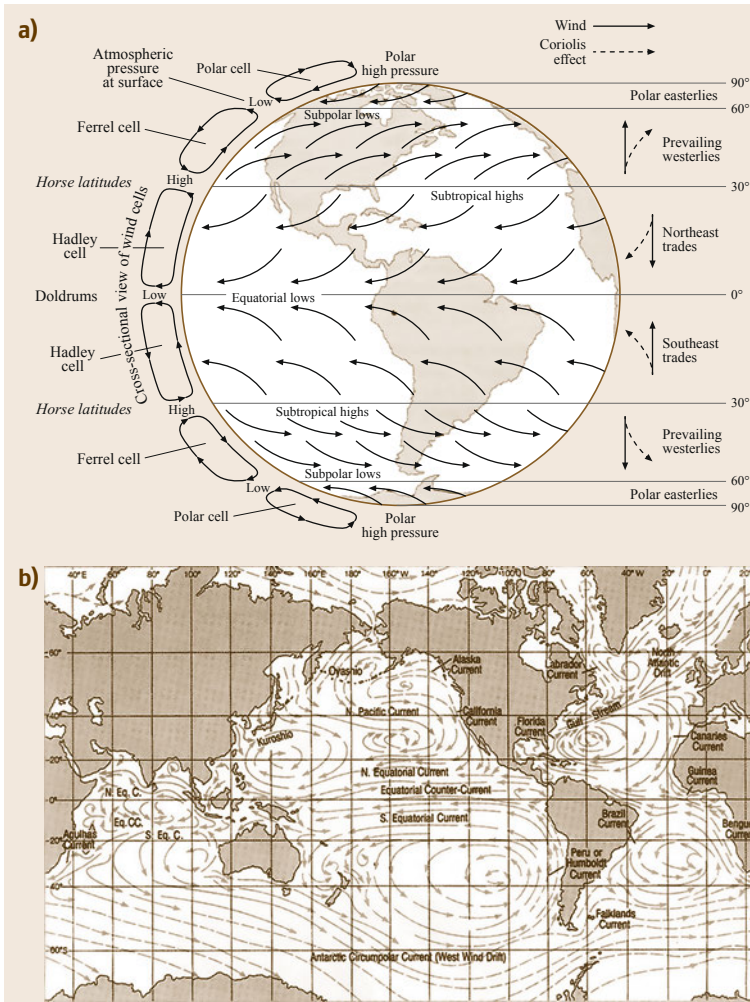 a)
Wind
Coriolis
effect
Atmospheric
pressure
at surface
Polar cell
Polar
high pressure
90°
Polar easterlies
60°
Low
Subpolar lows
Ferrel cell
Prevailing
westerlies
Horse latitudes
High
30°
Subtropical highs
Cross-sectional view of wind cells
Hadley
cell
Northeast
trades
Doldrums
Low
Equatorial lows
0°
Hadley
cell
Southeast
trades
Horse latitudes
High
30°
Subtropical highs
Ferrel cell
Prevailing
westerlies
Subpolar lows
60°
Low
Polar easterlies
Polar cell
Polar
high pressure
90°
b)
40°E 60° 80° 100° 120° 140° 160°E 180° 160°W 140° 120° 100° 80° 60° 40°W 20° 0°
60°
Oyashio
Alaska
Current
Labrador
Current
North
Atlantic
Drift
40°
N. Pacific Current
California
Current
Florida
Current
Gulf Stream
Kuroshio
Canaries
Current
20°
N. Equatorial Current
Guinea
Current
N. Eq. C.
Equatorial Counter-Current
0°
Eq. CC.
S. Equatorial Current
Brazil
Current
Agulhas
Current
S. Eq. C.
20°
Peru or
Humboldt
Current
40°
Falklands
Current
60°S
Antarctic Circumpolar Current (West Wind Drift)